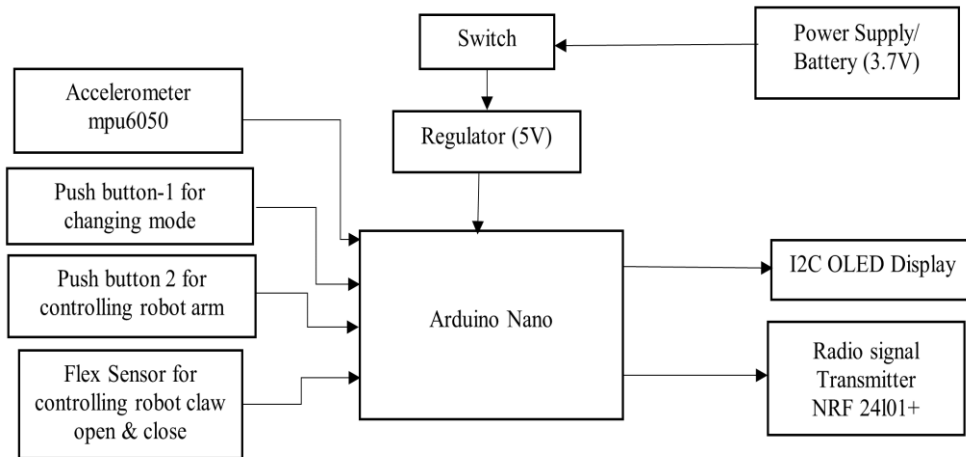 Switch
Power Supply/
Battery (3.7V)
Accelerometer
mpu6050
Regulator (5V)
Push button-1 for
changing mode
Push button 2 for
controlling robot arm
Flex Sensor for
controlling robot claw
open & close
Arduino Nano
I2C OLED Display
Radio signal
Transmitter
NRF 24l01+